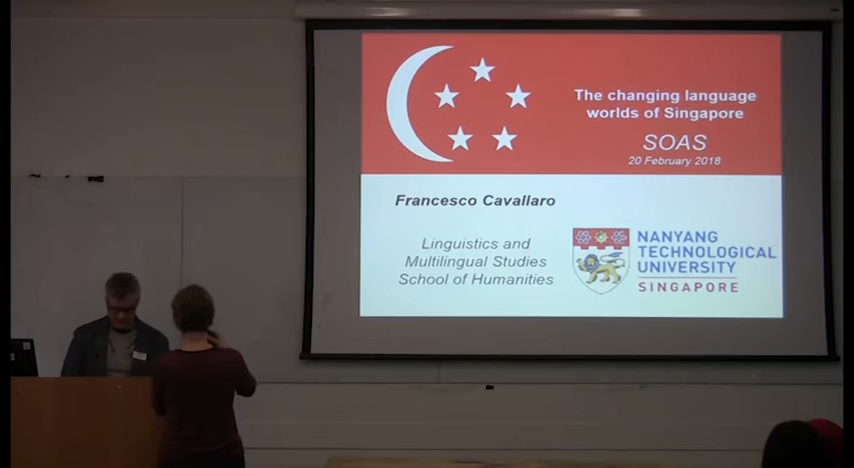 The changing language
worlds of Singapore
SOAS
20 February 2018
Francesco Cavallaro
Linguistics and
Multilingual Studies
School of Humanities
NANYANG
TECHNOLOGICAL
UNIVERSITY
SINGAPORE